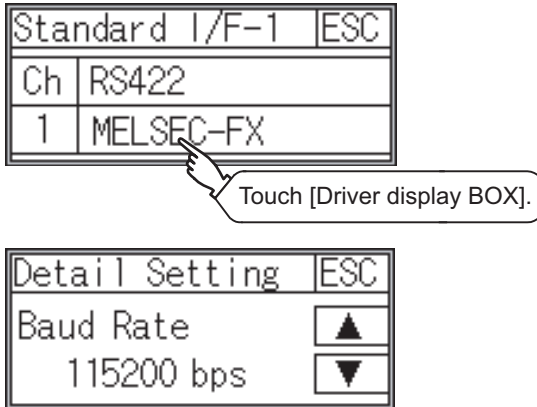 Standard I/F-1 ESC
Ch RS422
1 MELSEC-FX
Touch [Driver display BOX].
Detail Setting ESC
Baud Rate ▲
115200 bps ▼